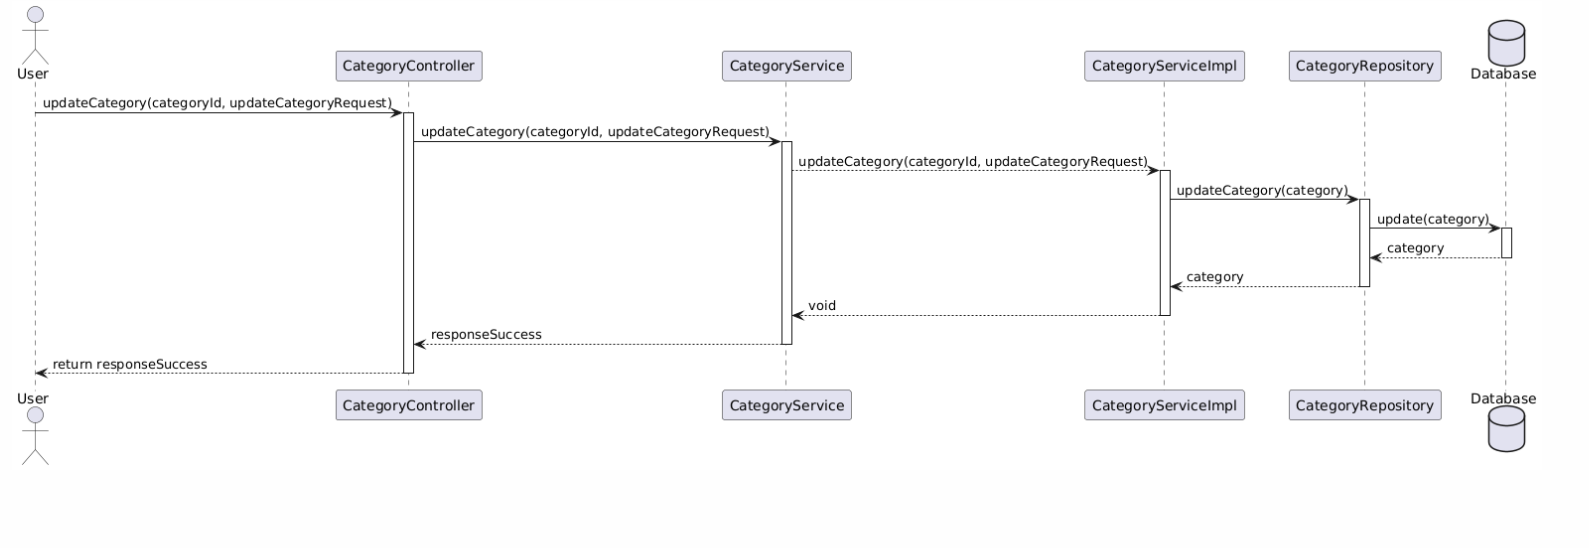 User
CategoryController
CategoryService
CategoryServiceImpl
CategoryRepository
Database
updateCategory(categoryId, updateCategoryRequest)
updateCategory(categoryId, updateCategoryRequest)
updateCategory(categoryId, updateCategoryRequest)
updateCategory(category)
update(category)
category
category
void
responseSuccess
return responseSuccess
User
CategoryController
CategoryService
CategoryServiceImpl
CategoryRepository
Database